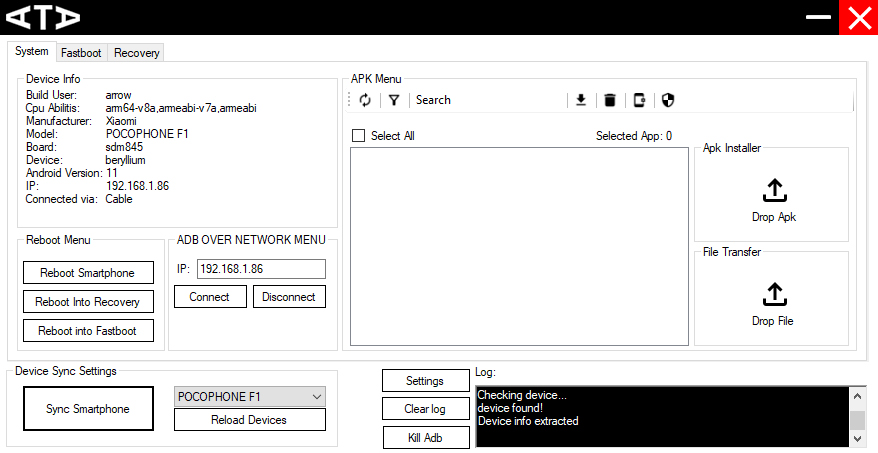 ATA
System
Fastboot
Recovery
Device Info
Build User: arrow
Cpu Abilitis: arm64-v8a,armeabi-v7a,armeabi
Manufacturer: Xiaomi
Model: POCOPHONE F1
Board: sdm845
Device: beryllium
Android Version: 11
IP: 192.168.1.86
Connected via: Cable
APK Menu
Search
Select All
Selected App: 0
Apk Installer
Drop Apk
File Transfer
Drop File
Reboot Menu
Reboot Smartphone
Reboot Into Recovery
Reboot into Fastboot
ADB OVER NETWORK MENU
IP: 192.168.1.86
Connect
Disconnect
Device Sync Settings
Sync Smartphone
POCOPHONE F1
Reload Devices
Settings
Clear log
Kill Adb
Log:
Checking device...
device found!
Device info extracted